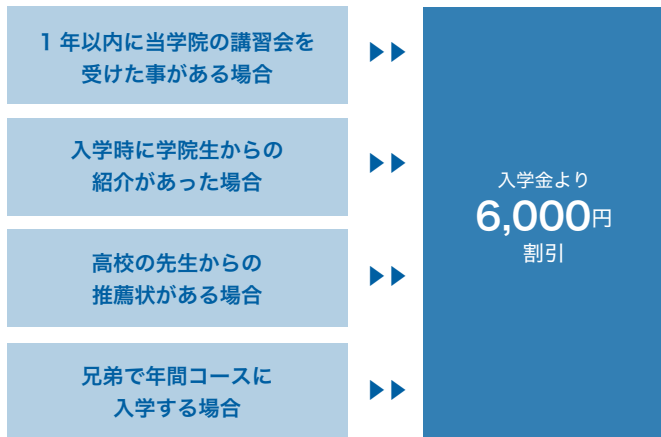 1 年以内に当学院の講習会を
受けた事がある場合
入学時に学院生からの
紹介があった場合
高校の先生からの
推薦状がある場合
兄弟で年間コースに
入学する場合
入学金より
6,000円
割引